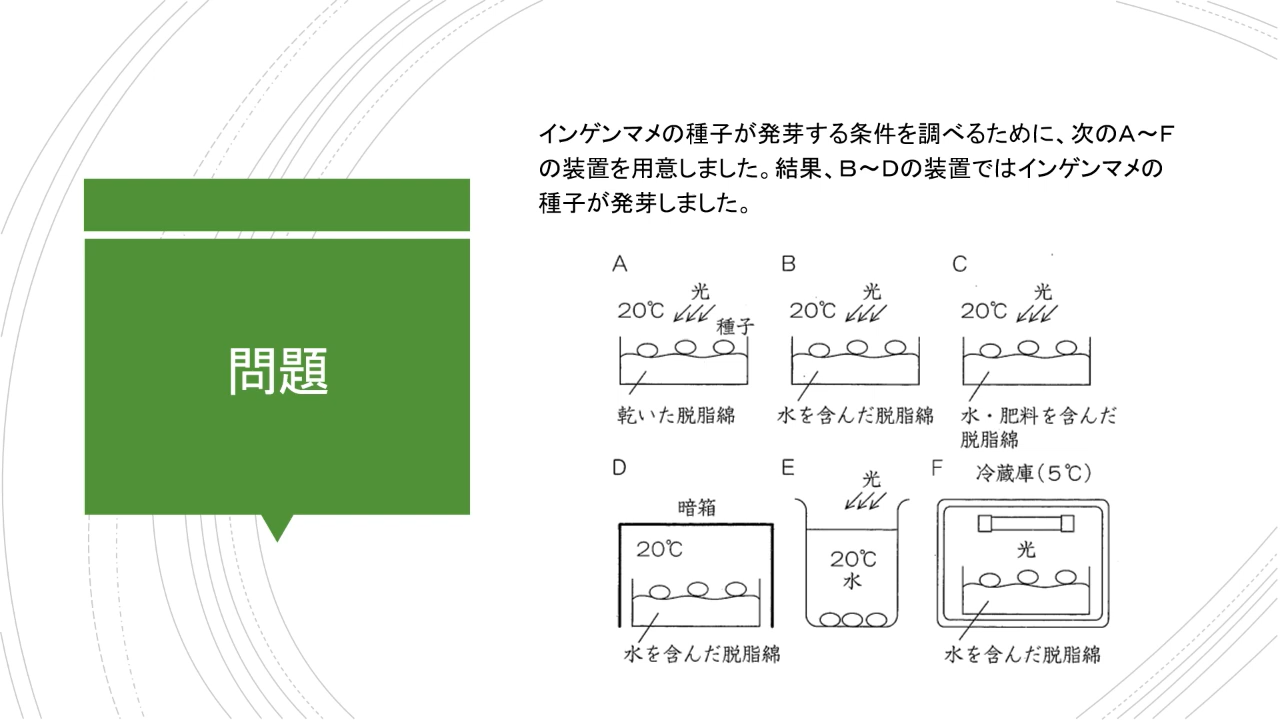 問題
インゲンマメの種子が発芽する条件を調べるために、次のA～F
の装置を用意しました。結果、B～Dの装置ではインゲンマメの
種子が発芽しました。
A
20℃
光
種子
乾いた脱脂綿
B
20℃
光
水を含んだ脱脂綿
C
20℃
光
水・肥料を含んだ
脱脂綿
D
暗箱
20℃
水を含んだ脱脂綿
E
光
20℃
水
F
冷蔵庫(5℃)
光
水を含んだ脱脂綿